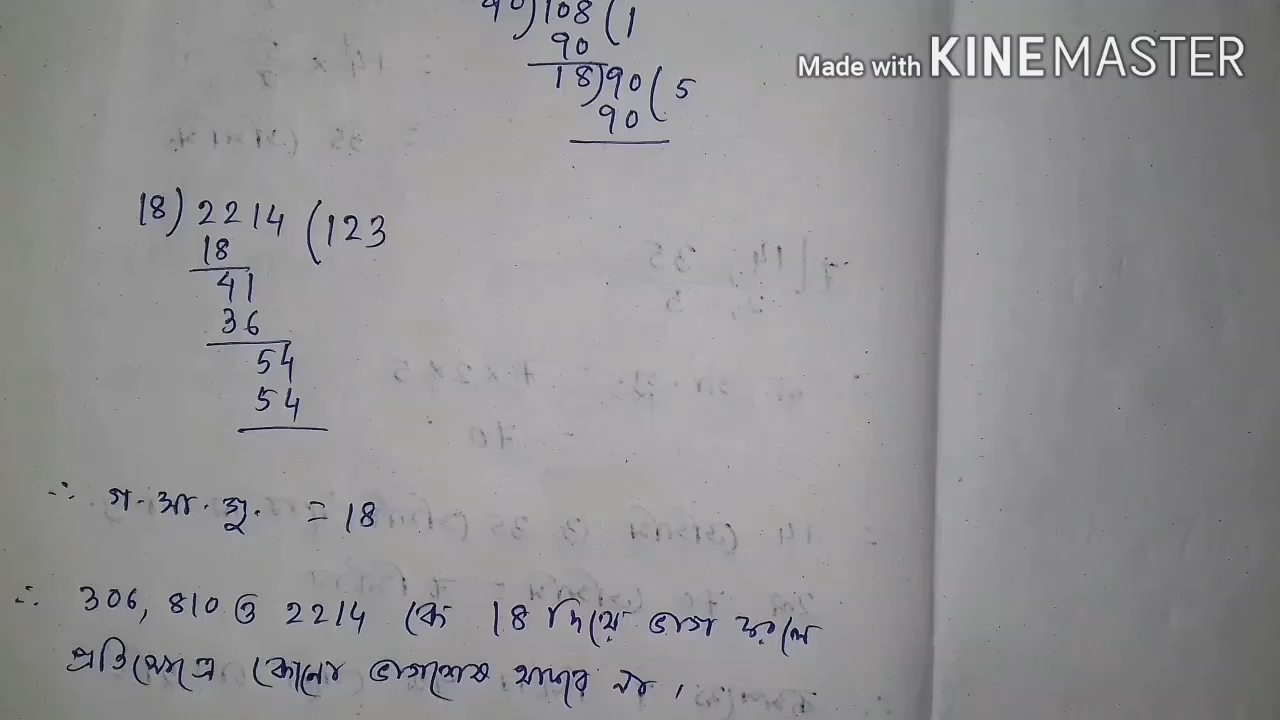 90)108(1
90
18)90(5
90
Made with KINEMASTER
18)2214(123
18
41
36
54
54
∴ গ.সা.গু. = 18
∴ 306, 810 ও 2214 কে 18 দিয়ে ভাগ করলে
প্রতিক্ষেত্রে কোনো ভাগশেষ থাকবে না।